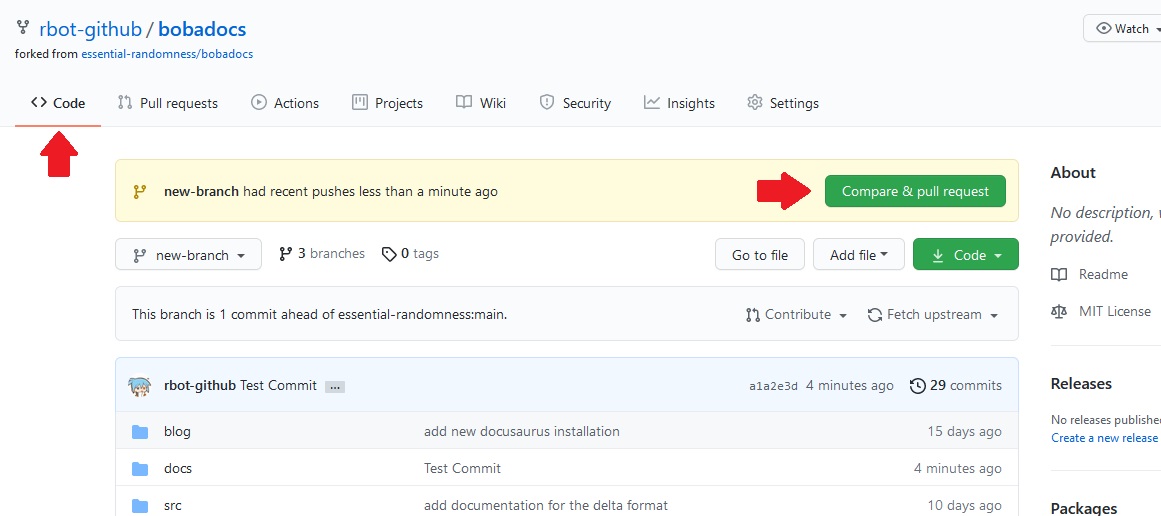 rbot-github / bobadocs
forked from essential-randomness/bobadocs
Watch
Code Pull requests Actions Projects Wiki Security Insights Settings
new-branch had recent pushes less than a minute ago Compare & pull request
new-branch 3 branches 0 tags Go to file Add file Code
This branch is 1 commit ahead of essential-randomness:main. Contribute Fetch upstream
rbot-github Test Commit ... a1a2e3d 4 minutes ago 29 commits
blog add new docusaurus installation 15 days ago
docs Test Commit 4 minutes ago
src add documentation for the delta format 10 days ago
About
No description,
provided.
Readme
MIT License
Releases
No releases published
Create a new release
Packages